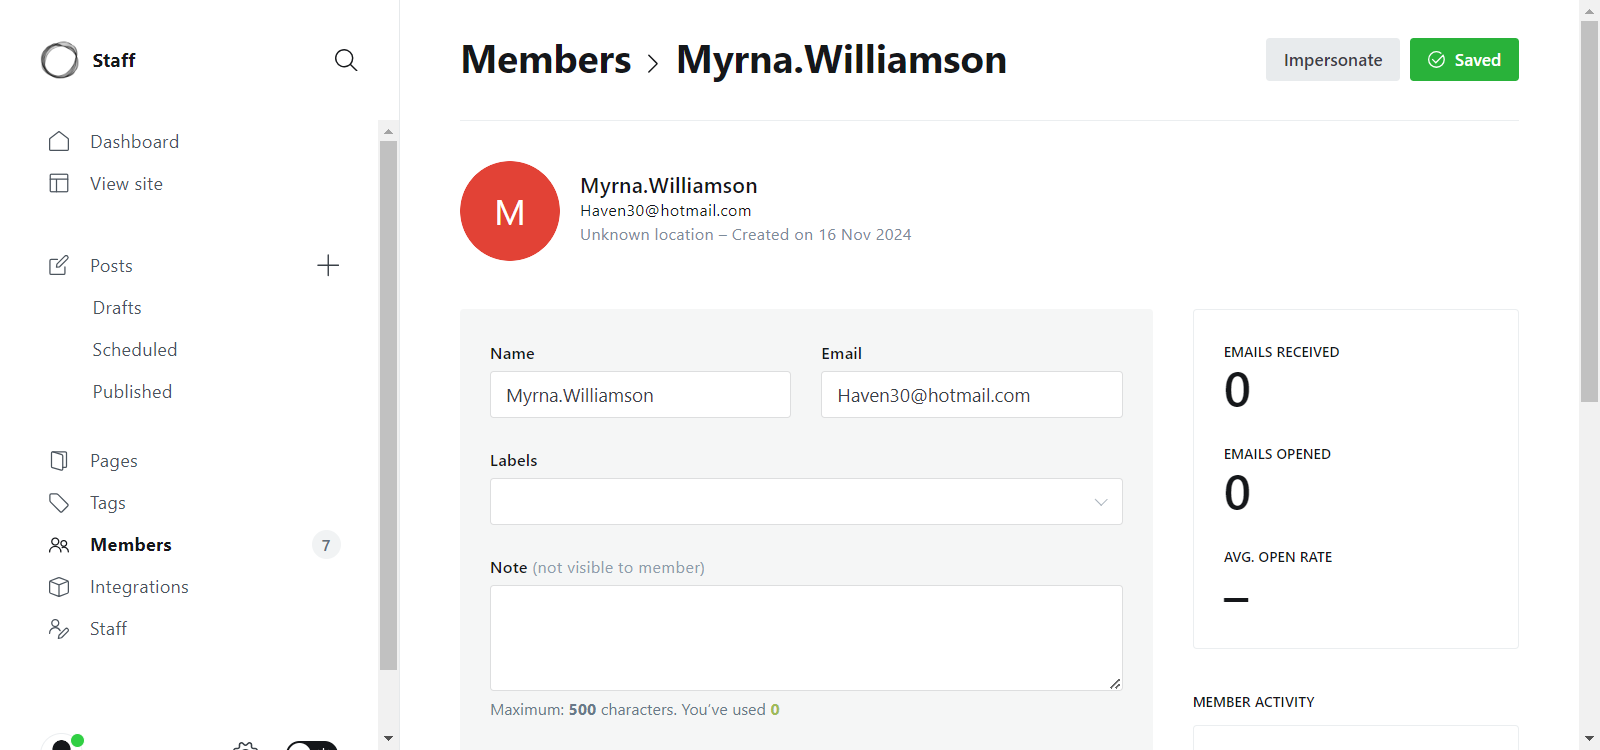 Staff
Dashboard
View site
Posts
Drafts
Scheduled
Published
Pages
Tags
Members 7
Integrations
Staff
Members > Myrna.Williamson
Impersonate
Saved
M
Myrna.Williamson
Haven30@hotmail.com
Unknown location – Created on 16 Nov 2024
Name
Myrna.Williamson
Email
Haven30@hotmail.com
Labels
Note (not visible to member)
Maximum: 500 characters. You’ve used 0
EMAILS RECEIVED
0
EMAILS OPENED
0
AVG. OPEN RATE
–
MEMBER ACTIVITY